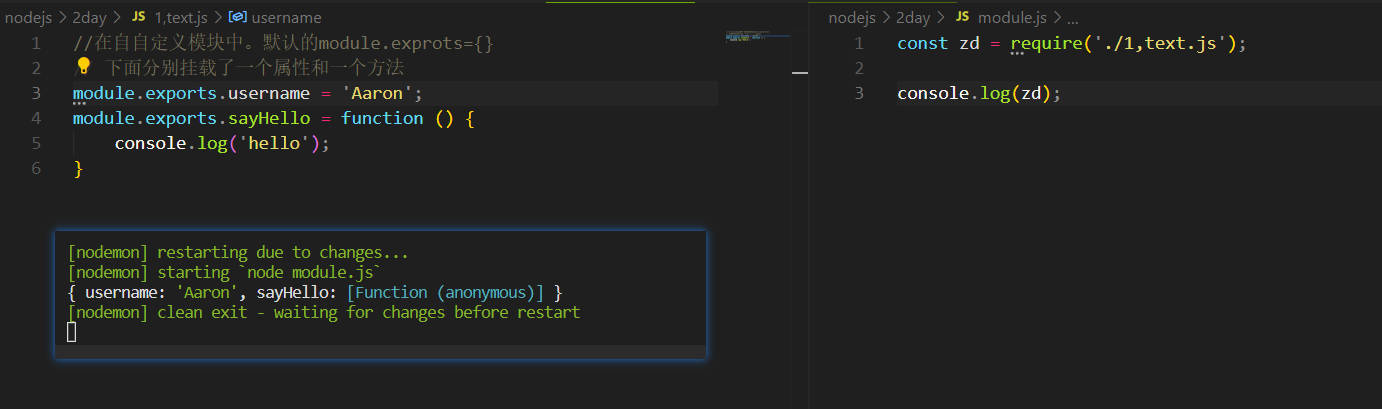 nodejs > 2day > JS 1,text.js > username
1 //在自自定义模块中。默认的module.exprots={}
2 下面分别挂载了一个属性和一个方法
3 module.exports.username = 'Aaron';
4 module.exports.sayHello = function () {
5 console.log('hello');
6 }
[nodemon] restarting due to changes...
[nodemon] starting `node module.js`
{ username: 'Aaron', sayHello: [Function (anonymous)] }
[nodemon] clean exit - waiting for changes before restart
nodejs > 2day > JS module.js > ...
1 const zd = require('./1,text.js');
2
3 console.log(zd);